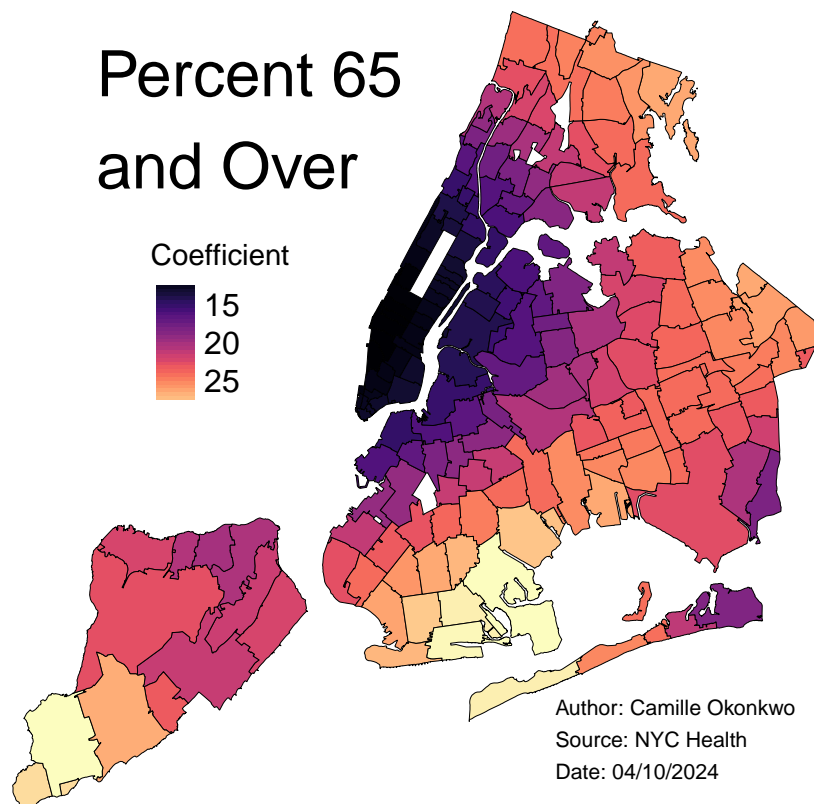 Percent 65
and Over
Coefficient
15
20
25
Author: Camille Okonkwo
Source: NYC Health
Date: 04/10/2024